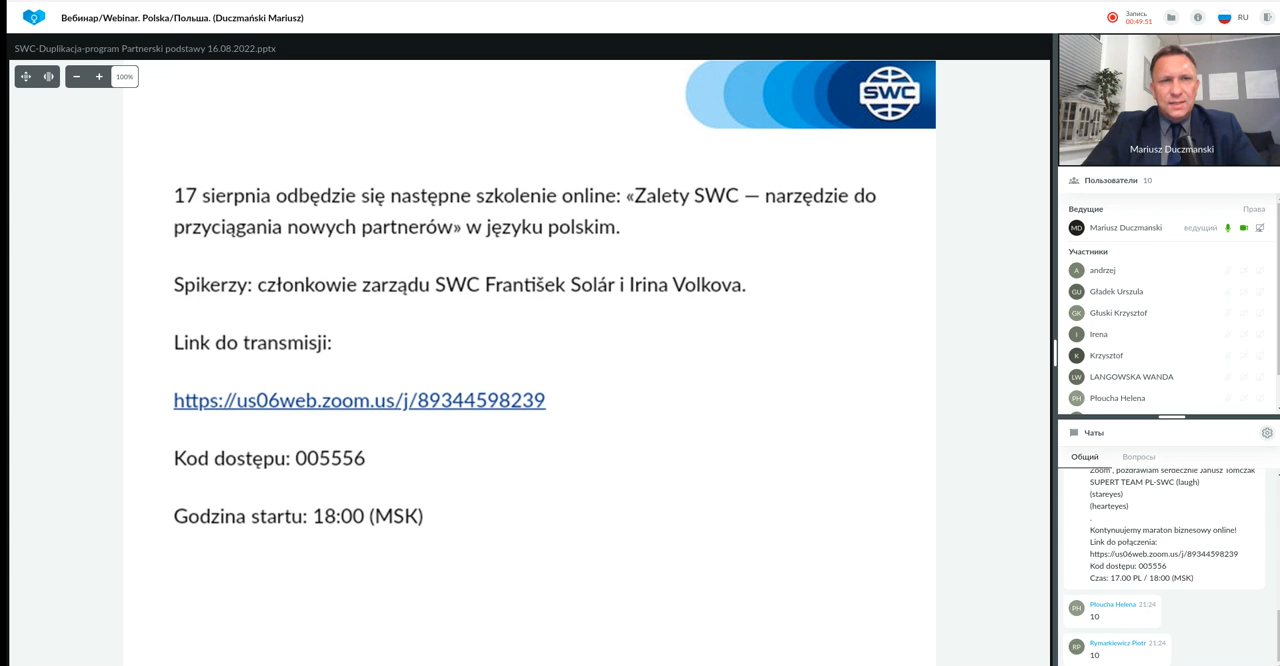 Вебинар/Webinar. Polska/Польша. (Duczmański Mariusz)
Запись
00:49:51
RU
SWC-Duplikacja-program Partnerski podstawy 16.08.2022.pptx
100%
SWC
17 sierpnia odbędzie się następne szkolenie online: «Zalety SWC — narzędzie do
przyciągania nowych partnerów» w języku polskim.
Spikerzy: członkowie zarządu SWC František Solár i Irina Volkova.
Link do transmisji:
https://us06web.zoom.us/j/89344598239
Kod dostępu: 005556
Godzina startu: 18:00 (MSK)
Mariusz Duczmanski
Пользователи 10
Ведущие Права
MD Mariusz Duczmanski ведущий
Участники
A andrzej
GU Gładek Urszula
GK Głuski Krzysztof
I Irena
K Krzysztof
LW LANGOWSKA WANDA
PH Płoucha Helena
Чаты
Общий Вопросы
Zoom", pozdrawiam serdecznie Janusz Tomczak
SUPERT TEAM PL-SWC (laugh)
(stareyes)
(hearteyes)
.
Kontynuujemy maraton biznesowy online!
Link do połączenia:
https://us06web.zoom.us/j/89344598239
Kod dostępu: 005556
Czas: 17.00 PL / 18:00 (MSK)
PH Płoucha Helena 21:24
10
RP Rymarkiewicz Piotr 21:24
10